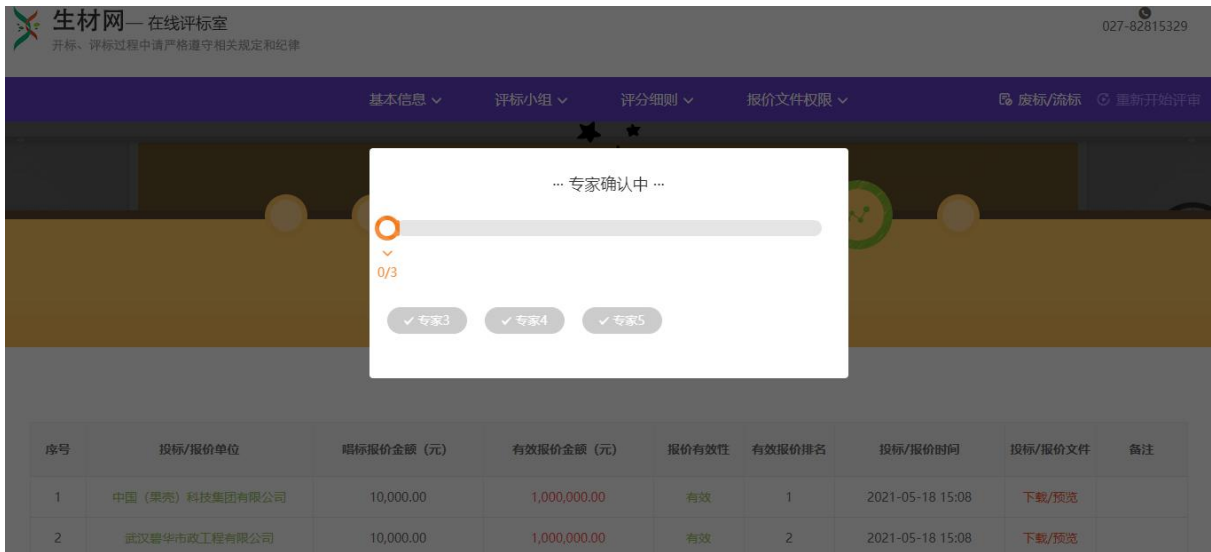 生材网— 在线评标室
开标、评标过程中请严格遵守相关规定和纪律
027-82815329
基本信息 评标小组 评分细则 报价文件权限 废标/流标 重新开始评审
··· 专家确认中 ···
0/3
专家3 专家4 专家5
序号 投标/报价单位 唱标报价金额（元） 有效报价金额（元） 报价有效性 有效报价排名 投标/报价时间 投标/报价文件 备注
1 中国（果壳）科技集团有限公司 10,000.00 1,000,000.00 有效 1 2021-05-18 15:08 下载/预览
2 武汉磐华市政工程有限公司 10,000.00 1,000,000.00 有效 2 2021-05-18 15:08 下载/预览